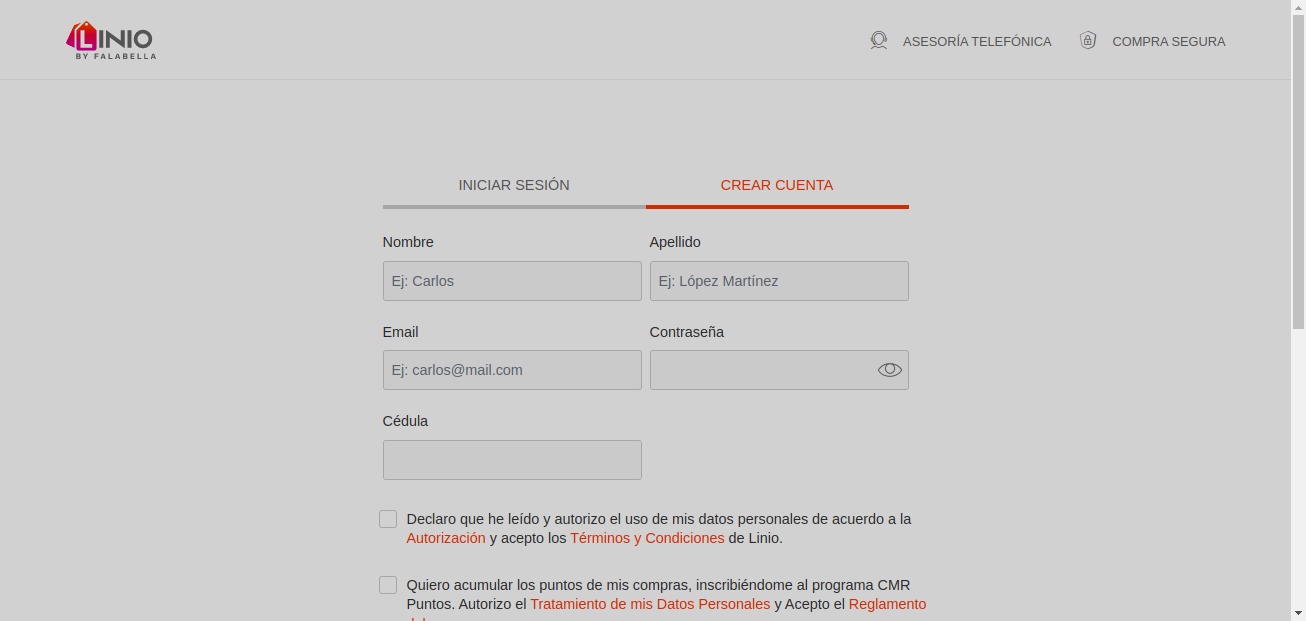 LINIO
BY FALABELLA
ASESORÍA TELEFÓNICA
COMPRA SEGURA
INICIAR SESIÓN
CREAR CUENTA
Nombre
Apellido
Ej: Carlos
Ej: López Martínez
Email
Contraseña
Ej: carlos@mail.com
Cédula
Declaro que he leído y autorizo el uso de mis datos personales de acuerdo a la
Autorización y acepto los Términos y Condiciones de Linio.
Quiero acumular los puntos de mis compras, inscribiéndome al programa CMR
Puntos. Autorizo el Tratamiento de mis Datos Personales y Acepto el Reglamento